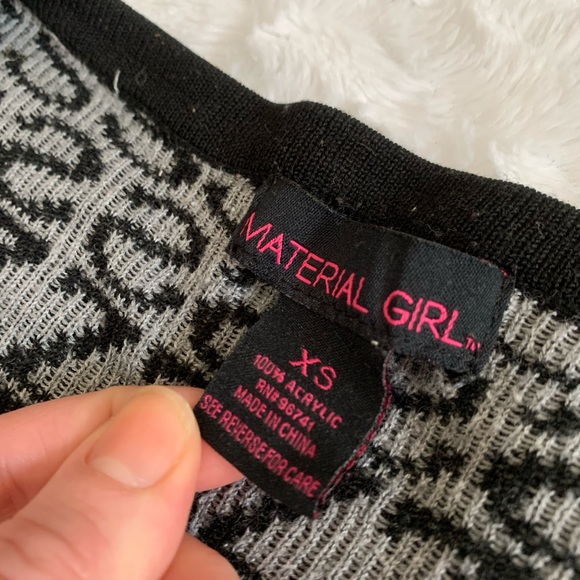 MATERIAL GIRL™
XS
100% ACRYLIC
RN# 96741
MADE IN CHINA
SEE REVERSE FOR CARE